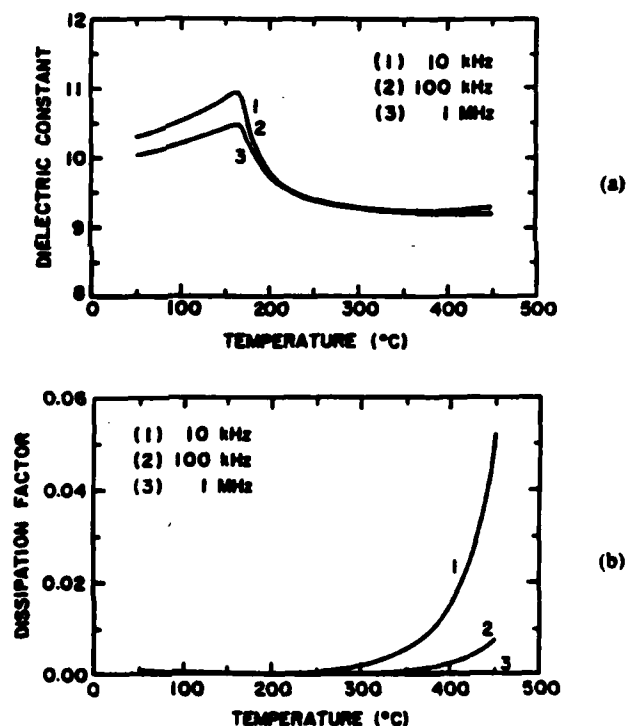 12
11
10
9
8
DIELECTRIC CONSTANT
(1) 10 kHz
(2) 100 kHz
(3) 1 MHz
1
2
3
0 100 200 300 400 500
TEMPERATURE (°C)
(a)
0.06
0.04
0.02
0.00
DISSIPATION FACTOR
(1) 10 kHz
(2) 100 kHz
(3) 1 MHz
1
2
3
0 100 200 300 400 500
TEMPERATURE (°C)
(b)